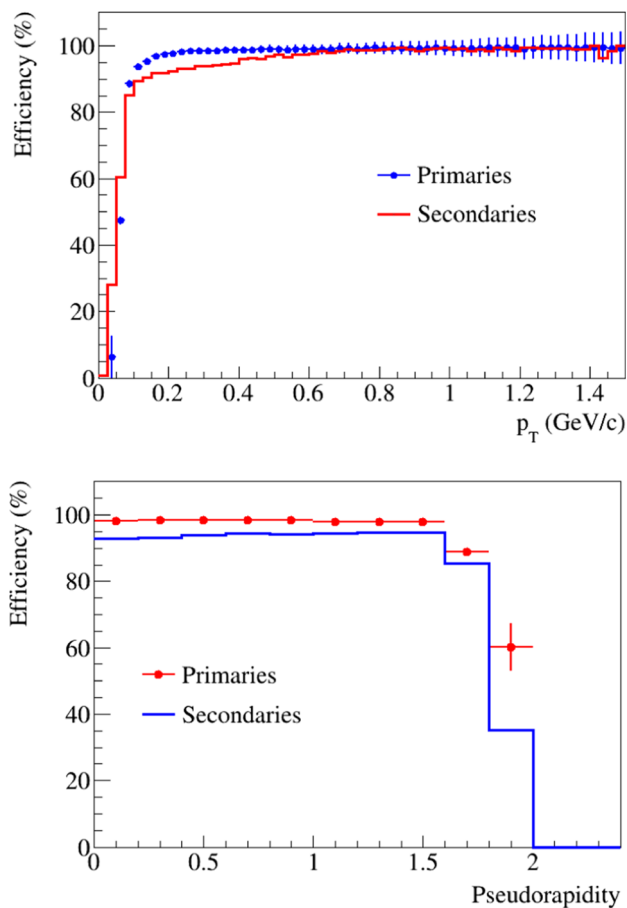 Efficiency (%)
100
80
60
40
20
0
Primaries
Secondaries
0 0.2 0.4 0.6 0.8 1 1.2 1.4
p_T (GeV/c)
Efficiency (%)
100
80
60
40
20
0
Primaries
Secondaries
0 0.5 1 1.5 2
Pseudorapidity